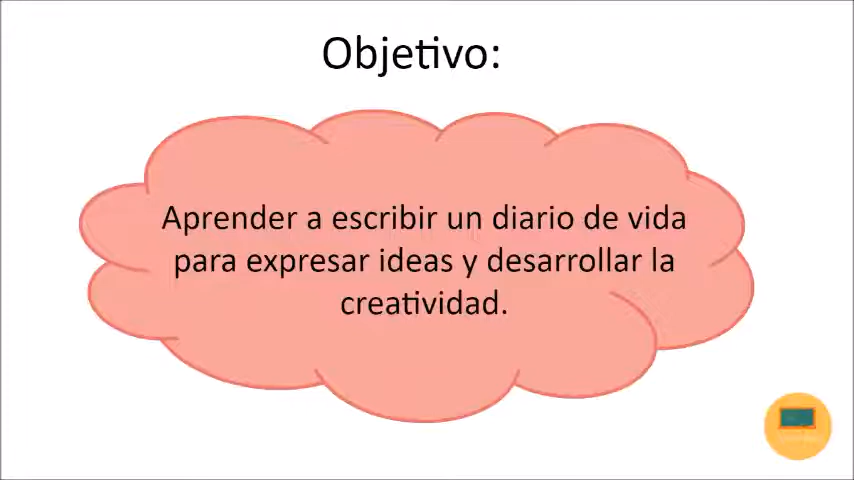 Objetivo:
Aprender a escribir un diario de vida
para expresar ideas y desarrollar la
creatividad.